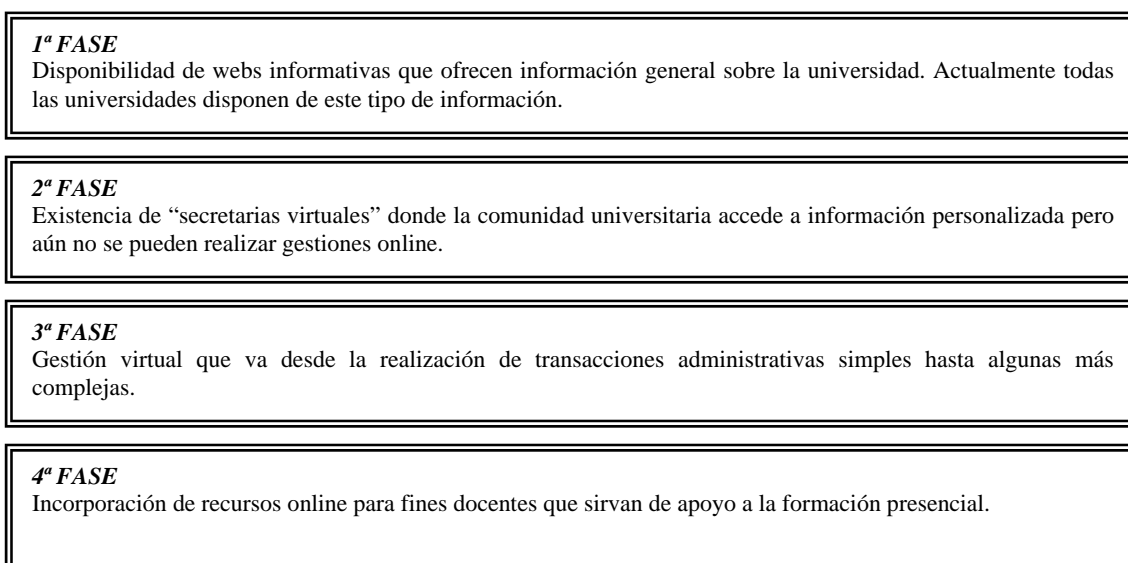 1ª FASE
Disponibilidad de webs informativas que ofrecen información general sobre la universidad. Actualmente todas
las universidades disponen de este tipo de información.
2ª FASE
Existencia de “secretarias virtuales” donde la comunidad universitaria accede a información personalizada pero
aún no se pueden realizar gestiones online.
3ª FASE
Gestión virtual que va desde la realización de transacciones administrativas simples hasta algunas más
complejas.
4ª FASE
Incorporación de recursos online para fines docentes que sirvan de apoyo a la formación presencial.